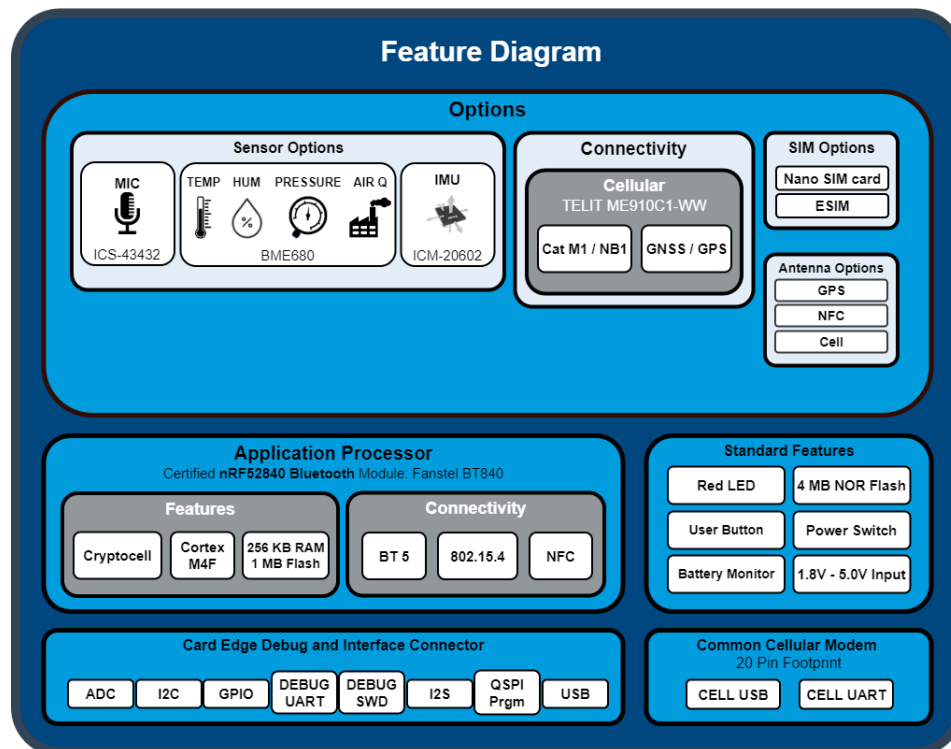 Feature Diagram
Options
Sensor Options
MIC
ICS-43432
TEMP HUM PRESSURE AIR Q
%
BME680
IMU
ICM-20602
Connectivity
Cellular
TELIT ME910C1-WW
Cat M1 / NB1
GNSS / GPS
SIM Options
Nano SIM card
ESIM
Antenna Options
GPS
NFC
Cell
Application Processor
Certified nRF52840 Bluetooth Module: Fanstel BT840
Features
Cryptocell
Cortex
M4F
256 KB RAM
1 MB Flash
Connectivity
BT 5
802.15.4
NFC
Standard Features
Red LED
4 MB NOR Flash
User Button
Power Switch
Battery Monitor
1.8V - 5.0V Input
Card Edge Debug and Interface Connector
ADC
I2C
GPIO
DEBUG
UART
DEBUG
SWD
I2S
QSPI
Prgm
USB
Common Cellular Modem
20 Pin Footprint
CELL USB
CELL UART